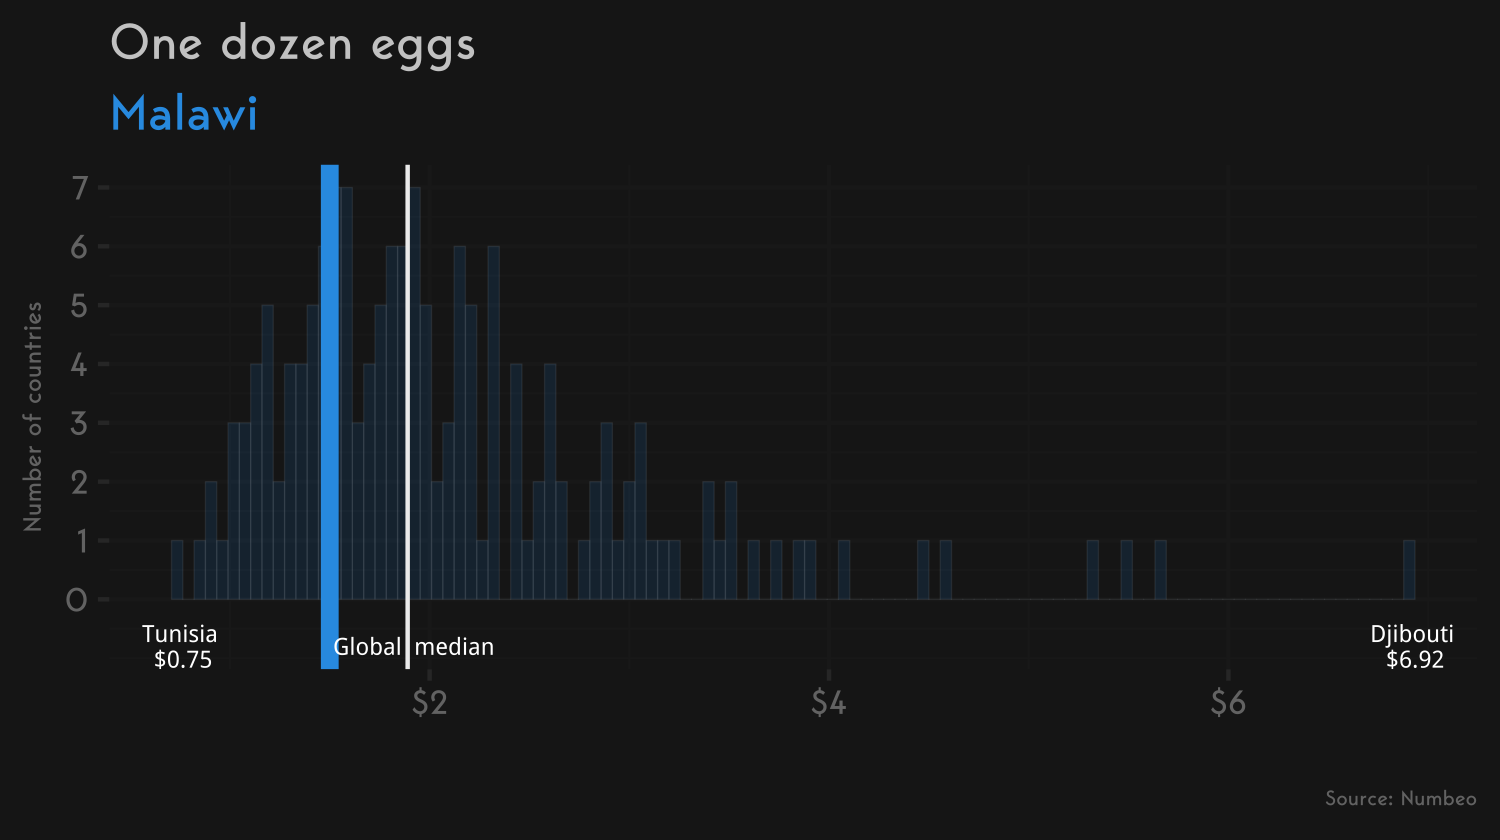 One dozen eggs
Malawi
Number of countries
7
6
5
4
3
2
1
0
Tunisia
$0.75
Global median
Djibouti
$6.92
$2
$4
$6
Source: Numbeo